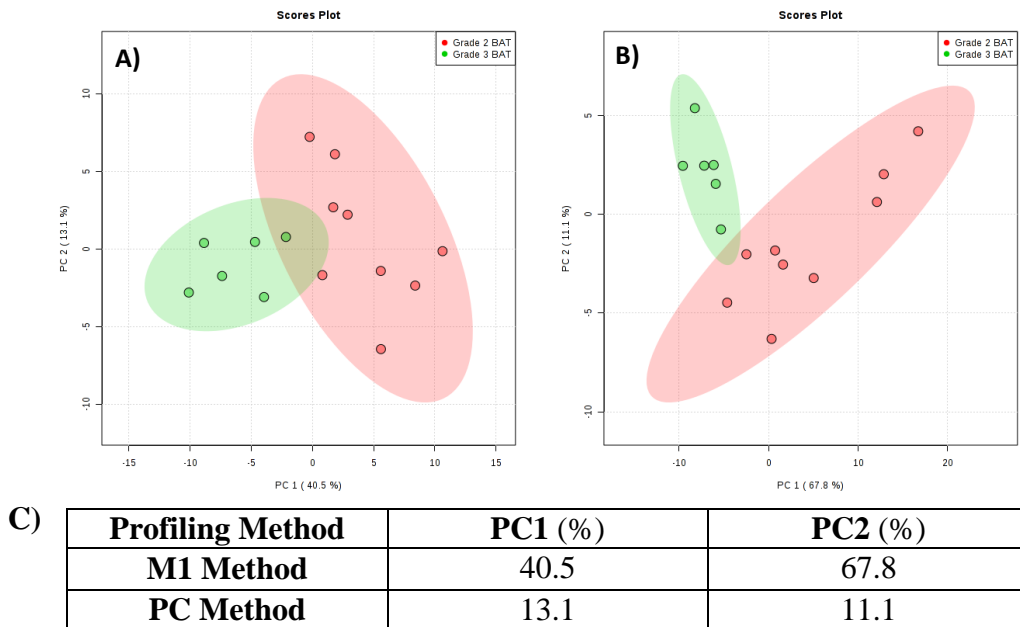 Scores Plot
A)
Grade 2 BAT
Grade 3 BAT
PC 2 ( 13.1 %)
10
5
0
-5
-10
-15 -10 -5 0 5 10 15
PC 1 ( 40.5 %)
Scores Plot
B)
Grade 2 BAT
Grade 3 BAT
PC 2 ( 11.1 %)
5
0
-5
-10
-10 0 10 20
PC 1 ( 67.8 %)
C)
Profiling Method PC1 (%) PC2 (%)
M1 Method 40.5 67.8
PC Method 13.1 11.1